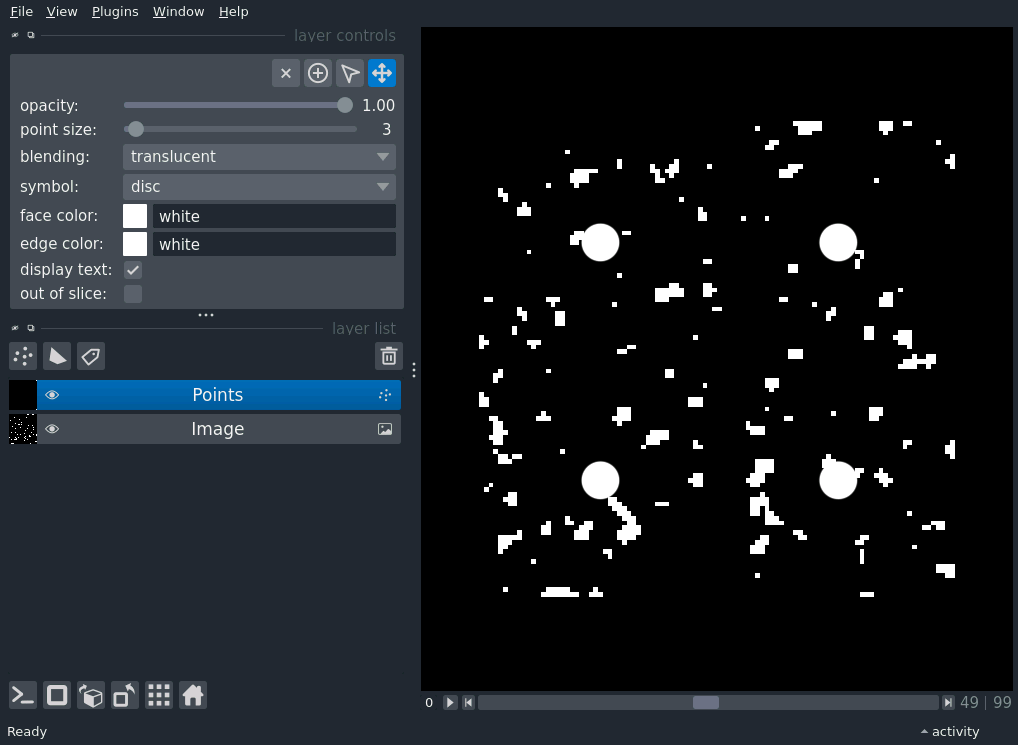 File View Plugins Window Help
layer controls
opacity: 1.00
point size: 3
blending: translucent
symbol: disc
face color: white
edge color: white
display text:
out of slice:
layer list
Points
Image
0 49 | 99
Ready activity